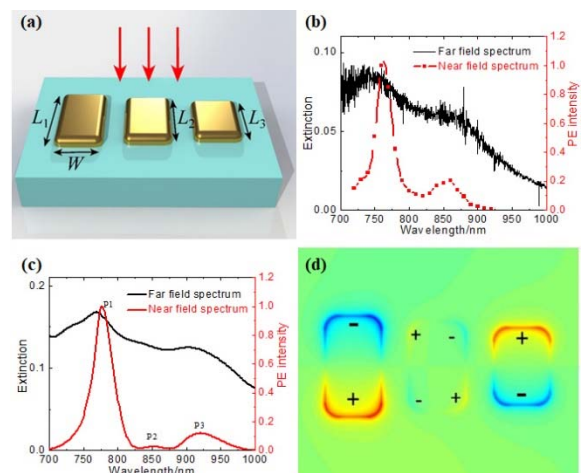 (a)
L1
W
L2
L3
(b)
Far field spectrum
Near field spectrum
Extinction
PE intensity
0.10
0.05
0.00
1.2
1.0
0.8
0.6
0.4
0.2
0.0
700 750 800 850 900 950 1000
Wavelength/nm
(c)
Far field spectrum
Near field spectrum
P1
P2
P3
Extinction
PE intensity
0.2
0.1
0.0
1.2
1.0
0.8
0.6
0.4
0.2
0.0
700 750 800 850 900 950 1000
Wavelength/nm
(d)
- + - +
+ - + -